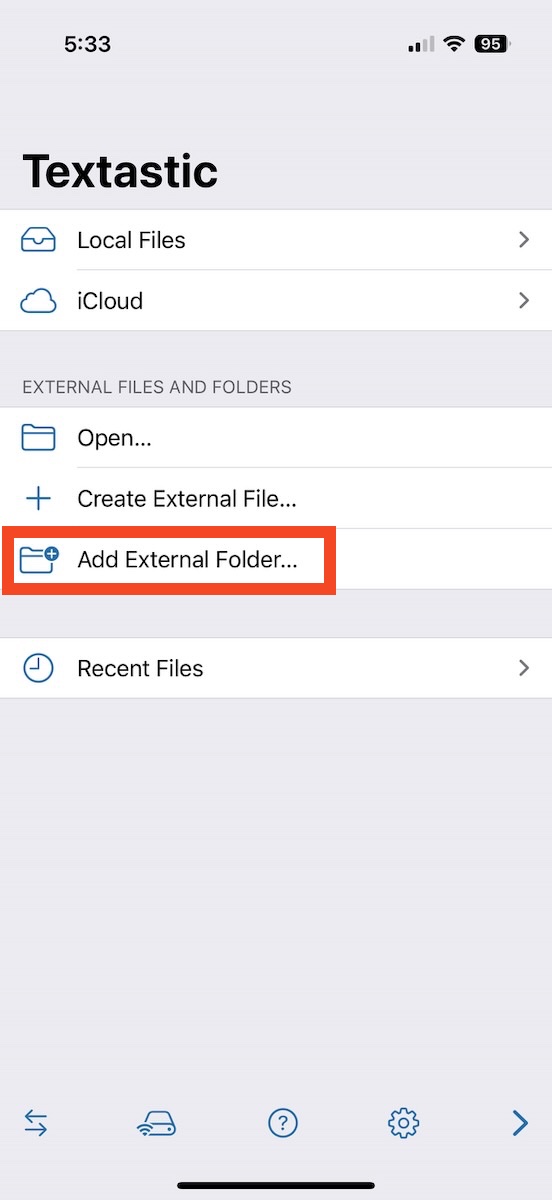 5:33
95
Textastic
Local Files
iCloud
EXTERNAL FILES AND FOLDERS
Open...
Create External File...
Add External Folder...
Recent Files
?